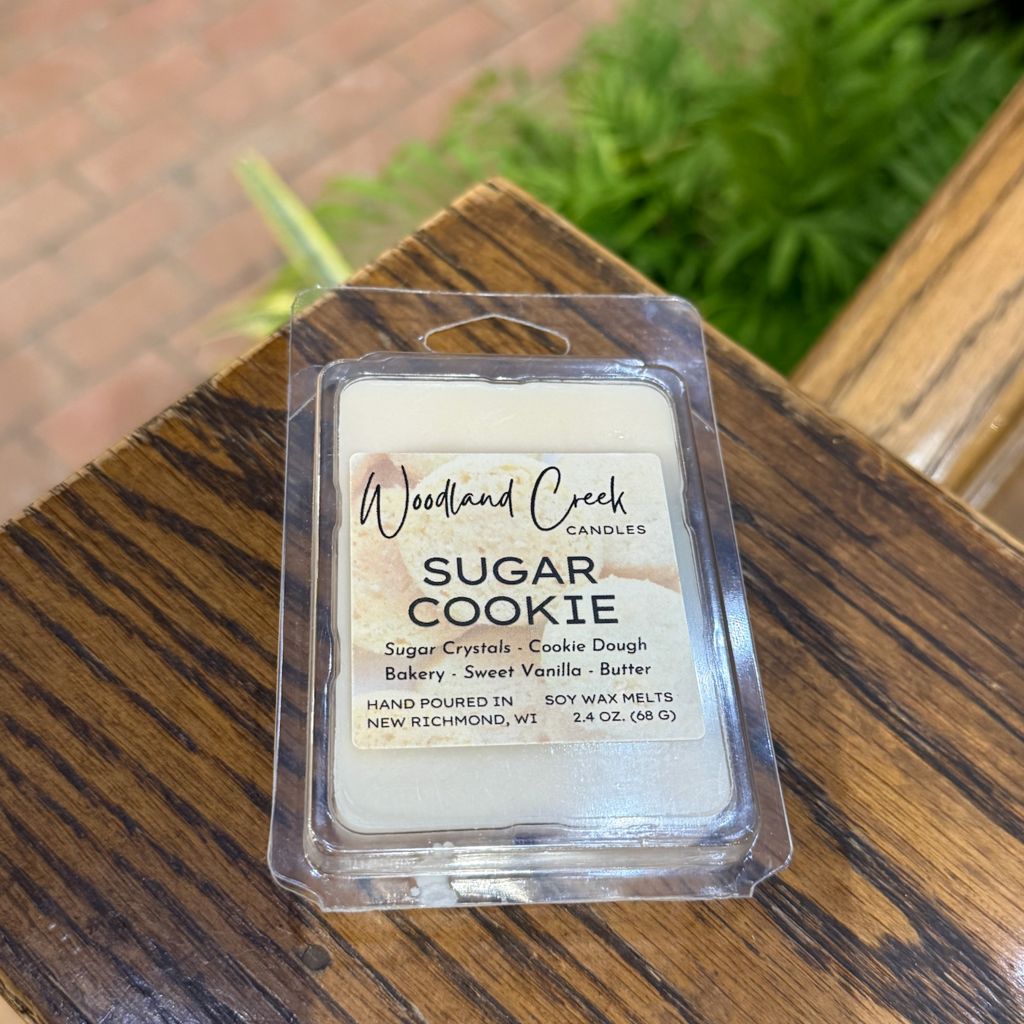 Woodland Creek
CANDLES
SUGAR
COOKIE
Sugar Crystals - Cookie Dough
Bakery - Sweet Vanilla - Butter
HAND POURED IN
NEW RICHMOND, WI
SOY WAX MELTS
2.4 OZ. (68 G)